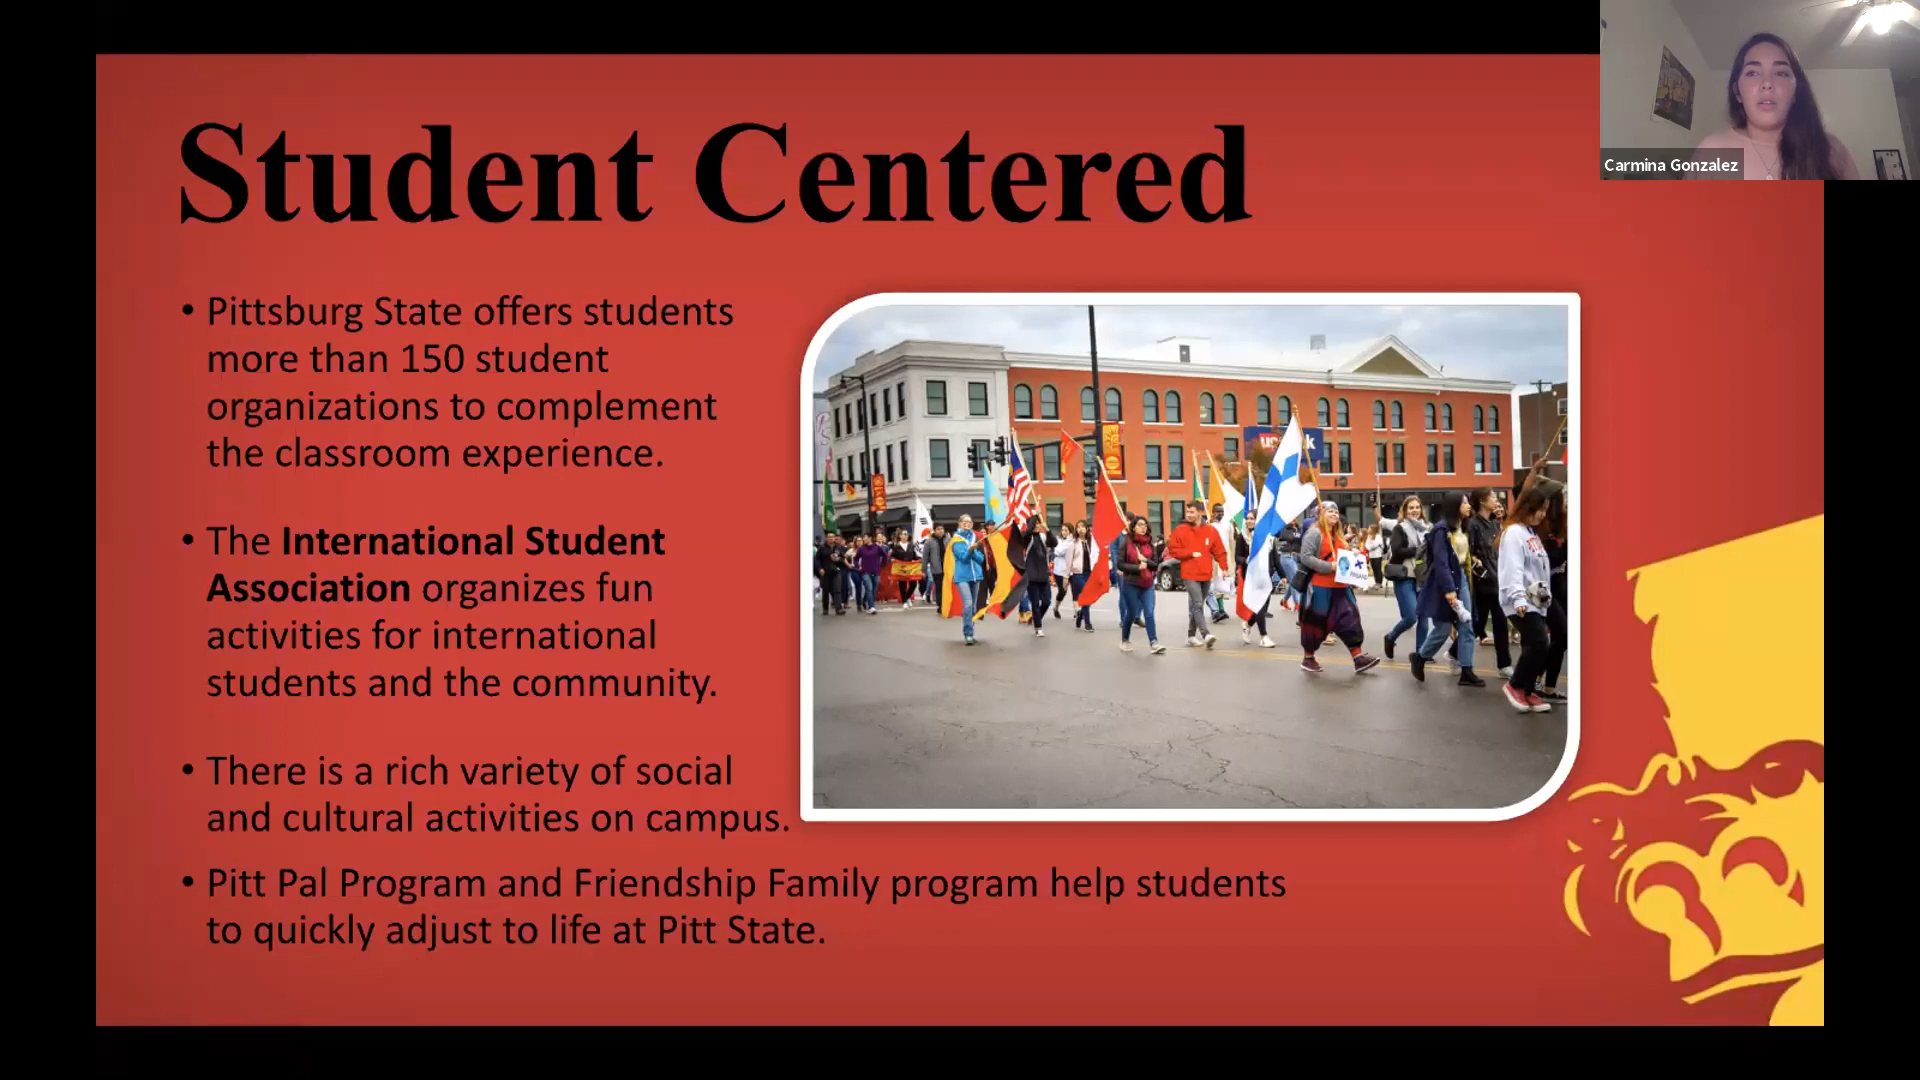 Student Centered
Carmina Gonzalez
• Pittsburg State offers students
more than 150 student
organizations to complement
the classroom experience.
• The International Student
Association organizes fun
activities for international
students and the community.
• There is a rich variety of social
and cultural activities on campus.
• Pitt Pal Program and Friendship Family program help students
to quickly adjust to life at Pitt State.